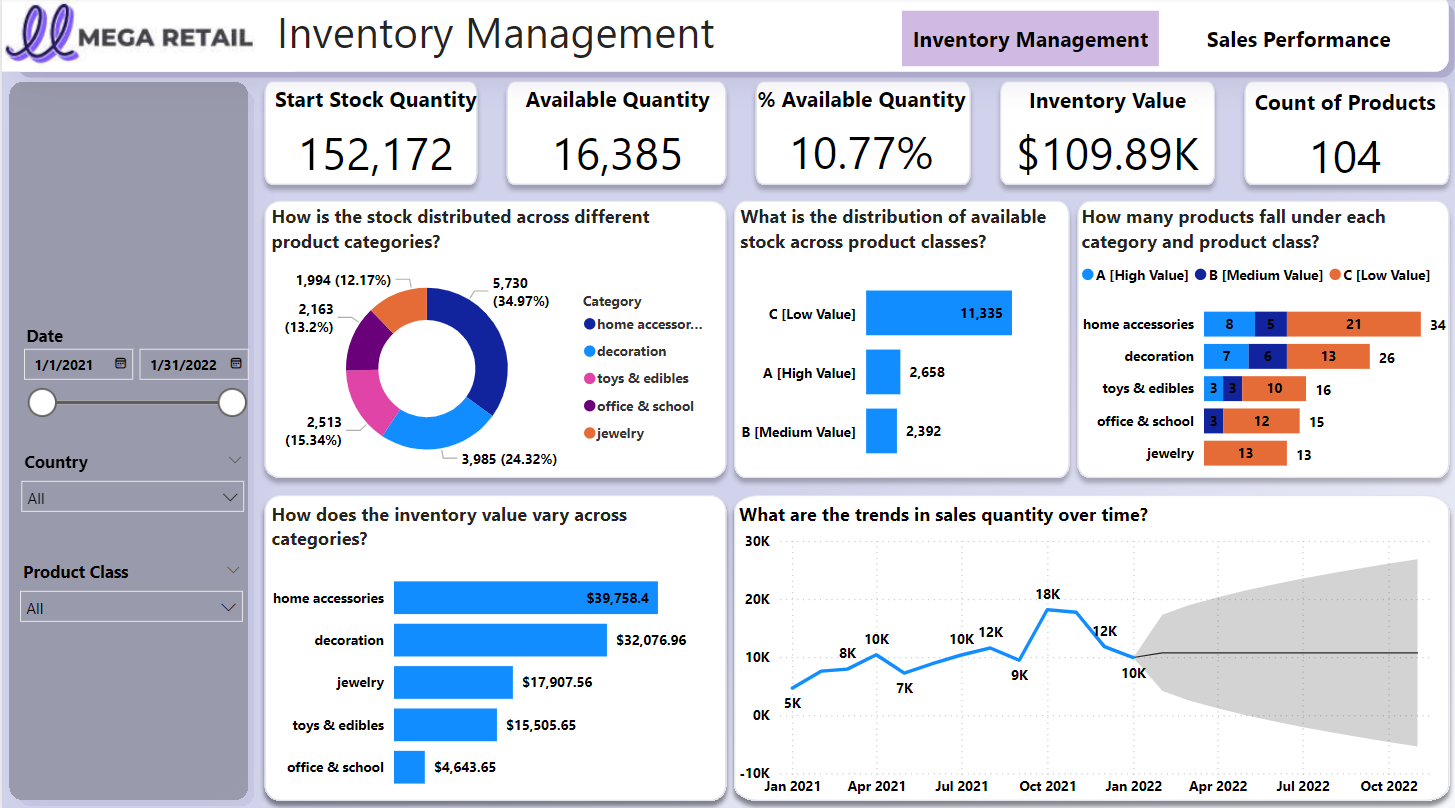 MEGA RETAIL
Inventory Management
Inventory Management
Sales Performance
Date
1/1/2021
1/31/2022
Country
All
Product Class
All
Start Stock Quantity
152,172
Available Quantity
16,385
% Available Quantity
10.77%
Inventory Value
$109.89K
Count of Products
104
How is the stock distributed across different
product categories?
1,994 (12.17%)
5,730
(34.97%)
2,163
(13.2%)
2,513
(15.34%)
3,985 (24.32%)
Category
home accessor...
decoration
toys & edibles
office & school
jewelry
What is the distribution of available
stock across product classes?
C [Low Value] 11,335
A [High Value] 2,658
B [Medium Value] 2,392
How many products fall under each
category and product class?
A [High Value] B [Medium Value] C [Low Value]
home accessories 8 5 21 34
decoration 7 6 13 26
toys & edibles 3 3 10 16
office & school 3 12 15
jewelry 13 13
How does the inventory value vary across
categories?
home accessories $39,758.4
decoration $32,076.96
jewelry $17,907.56
toys & edibles $15,505.65
office & school $4,643.65
What are the trends in sales quantity over time?
30K
20K
10K
0K
-10K
5K
8K
10K
7K
10K
12K
9K
18K
12K
10K
Jan 2021 Apr 2021 Jul 2021 Oct 2021 Jan 2022 Apr 2022 Jul 2022 Oct 2022